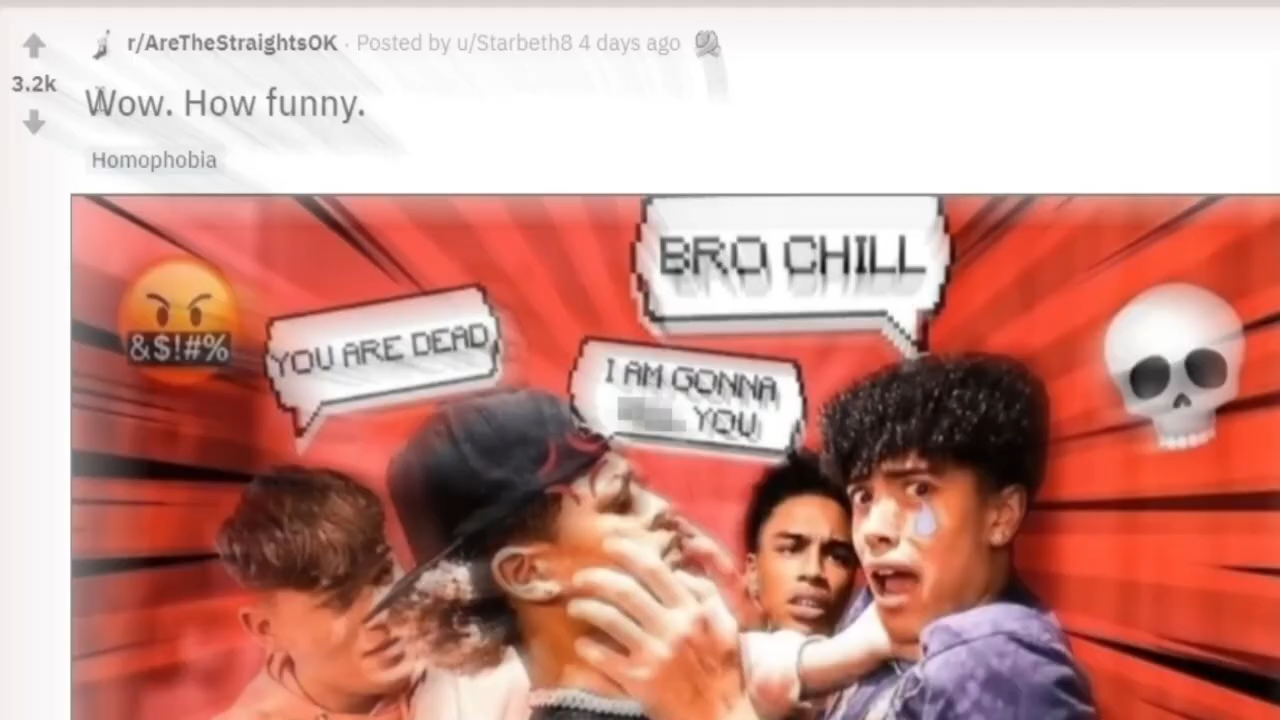 r/AreTheStraightsOK · Posted by u/Starbeth8 4 days ago
3.2k
Wow. How funny.
Homophobia
BRO CHILL
&$!#%
YOU ARE DEAD
I AM GONNA
YOU